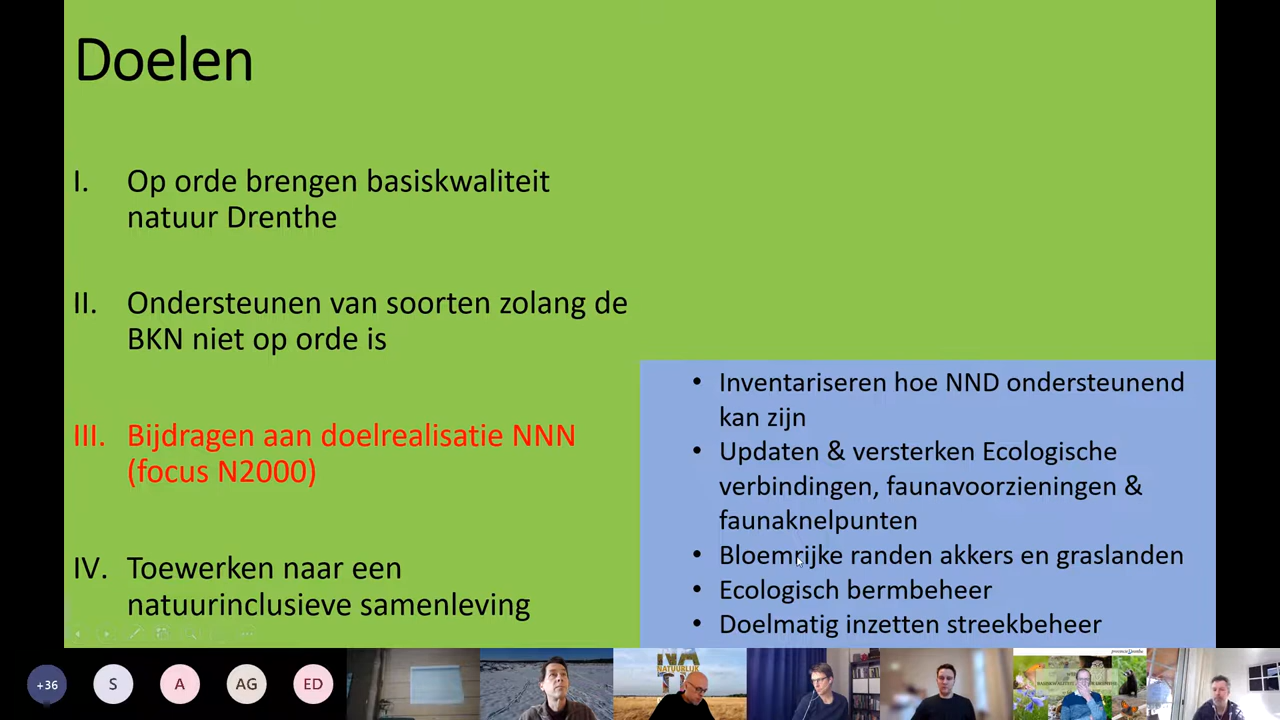 Doelen
I. Op orde brengen basiskwaliteit
natuur Drenthe
II. Ondersteunen van soorten zolang de
BKN niet op orde is
III. Bijdragen aan doelrealisatie NNN
(focus N2000)
IV. Toewerken naar een
natuurinclusieve samenleving
• Inventariseren hoe NND ondersteunend
kan zijn
• Updaten & versterken Ecologische
verbindingen, faunavoorzieningen &
faunaknelpunten
• Bloemrijke randen akkers en graslanden
• Ecologisch bermbeheer
• Doelmatig inzetten streekbeheer
+36
S
A
AG
ED
NA
NATUURLIJK